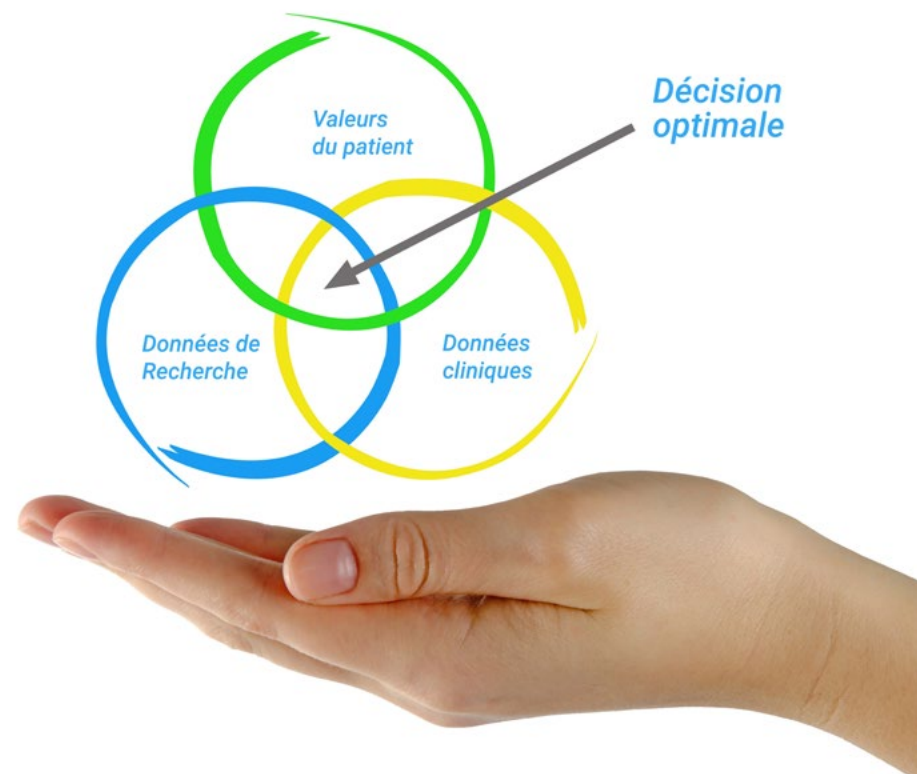 Décision
optimale
Valeurs
du patient
Données de
Recherche
Données
cliniques